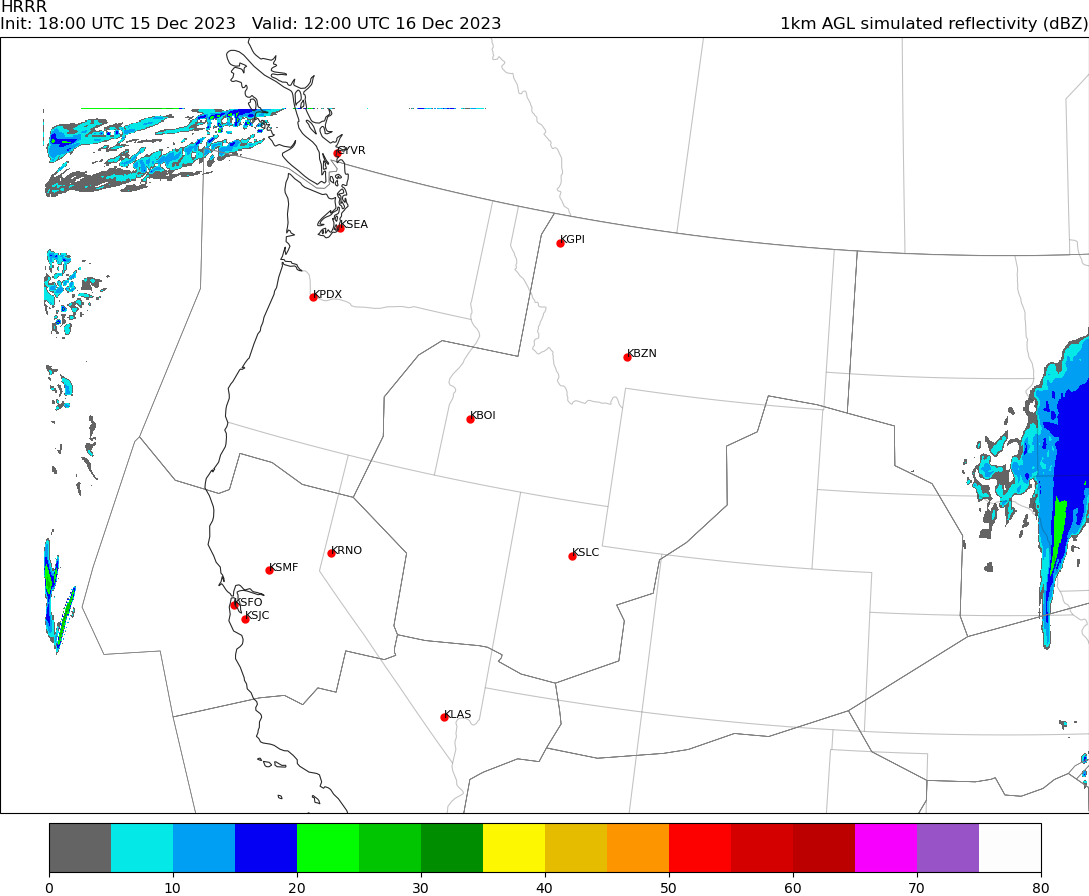 HRRR
Init: 18:00 UTC 15 Dec 2023   Valid: 12:00 UTC 16 Dec 2023   1km AGL simulated reflectivity (dBZ)
CYVR
KSEA
KGPI
KPDX
KBZN
KBOI
KRNO
KSLC
KSMF
KSFO
KSJC
KLAS
0 10 20 30 40 50 60 70 80